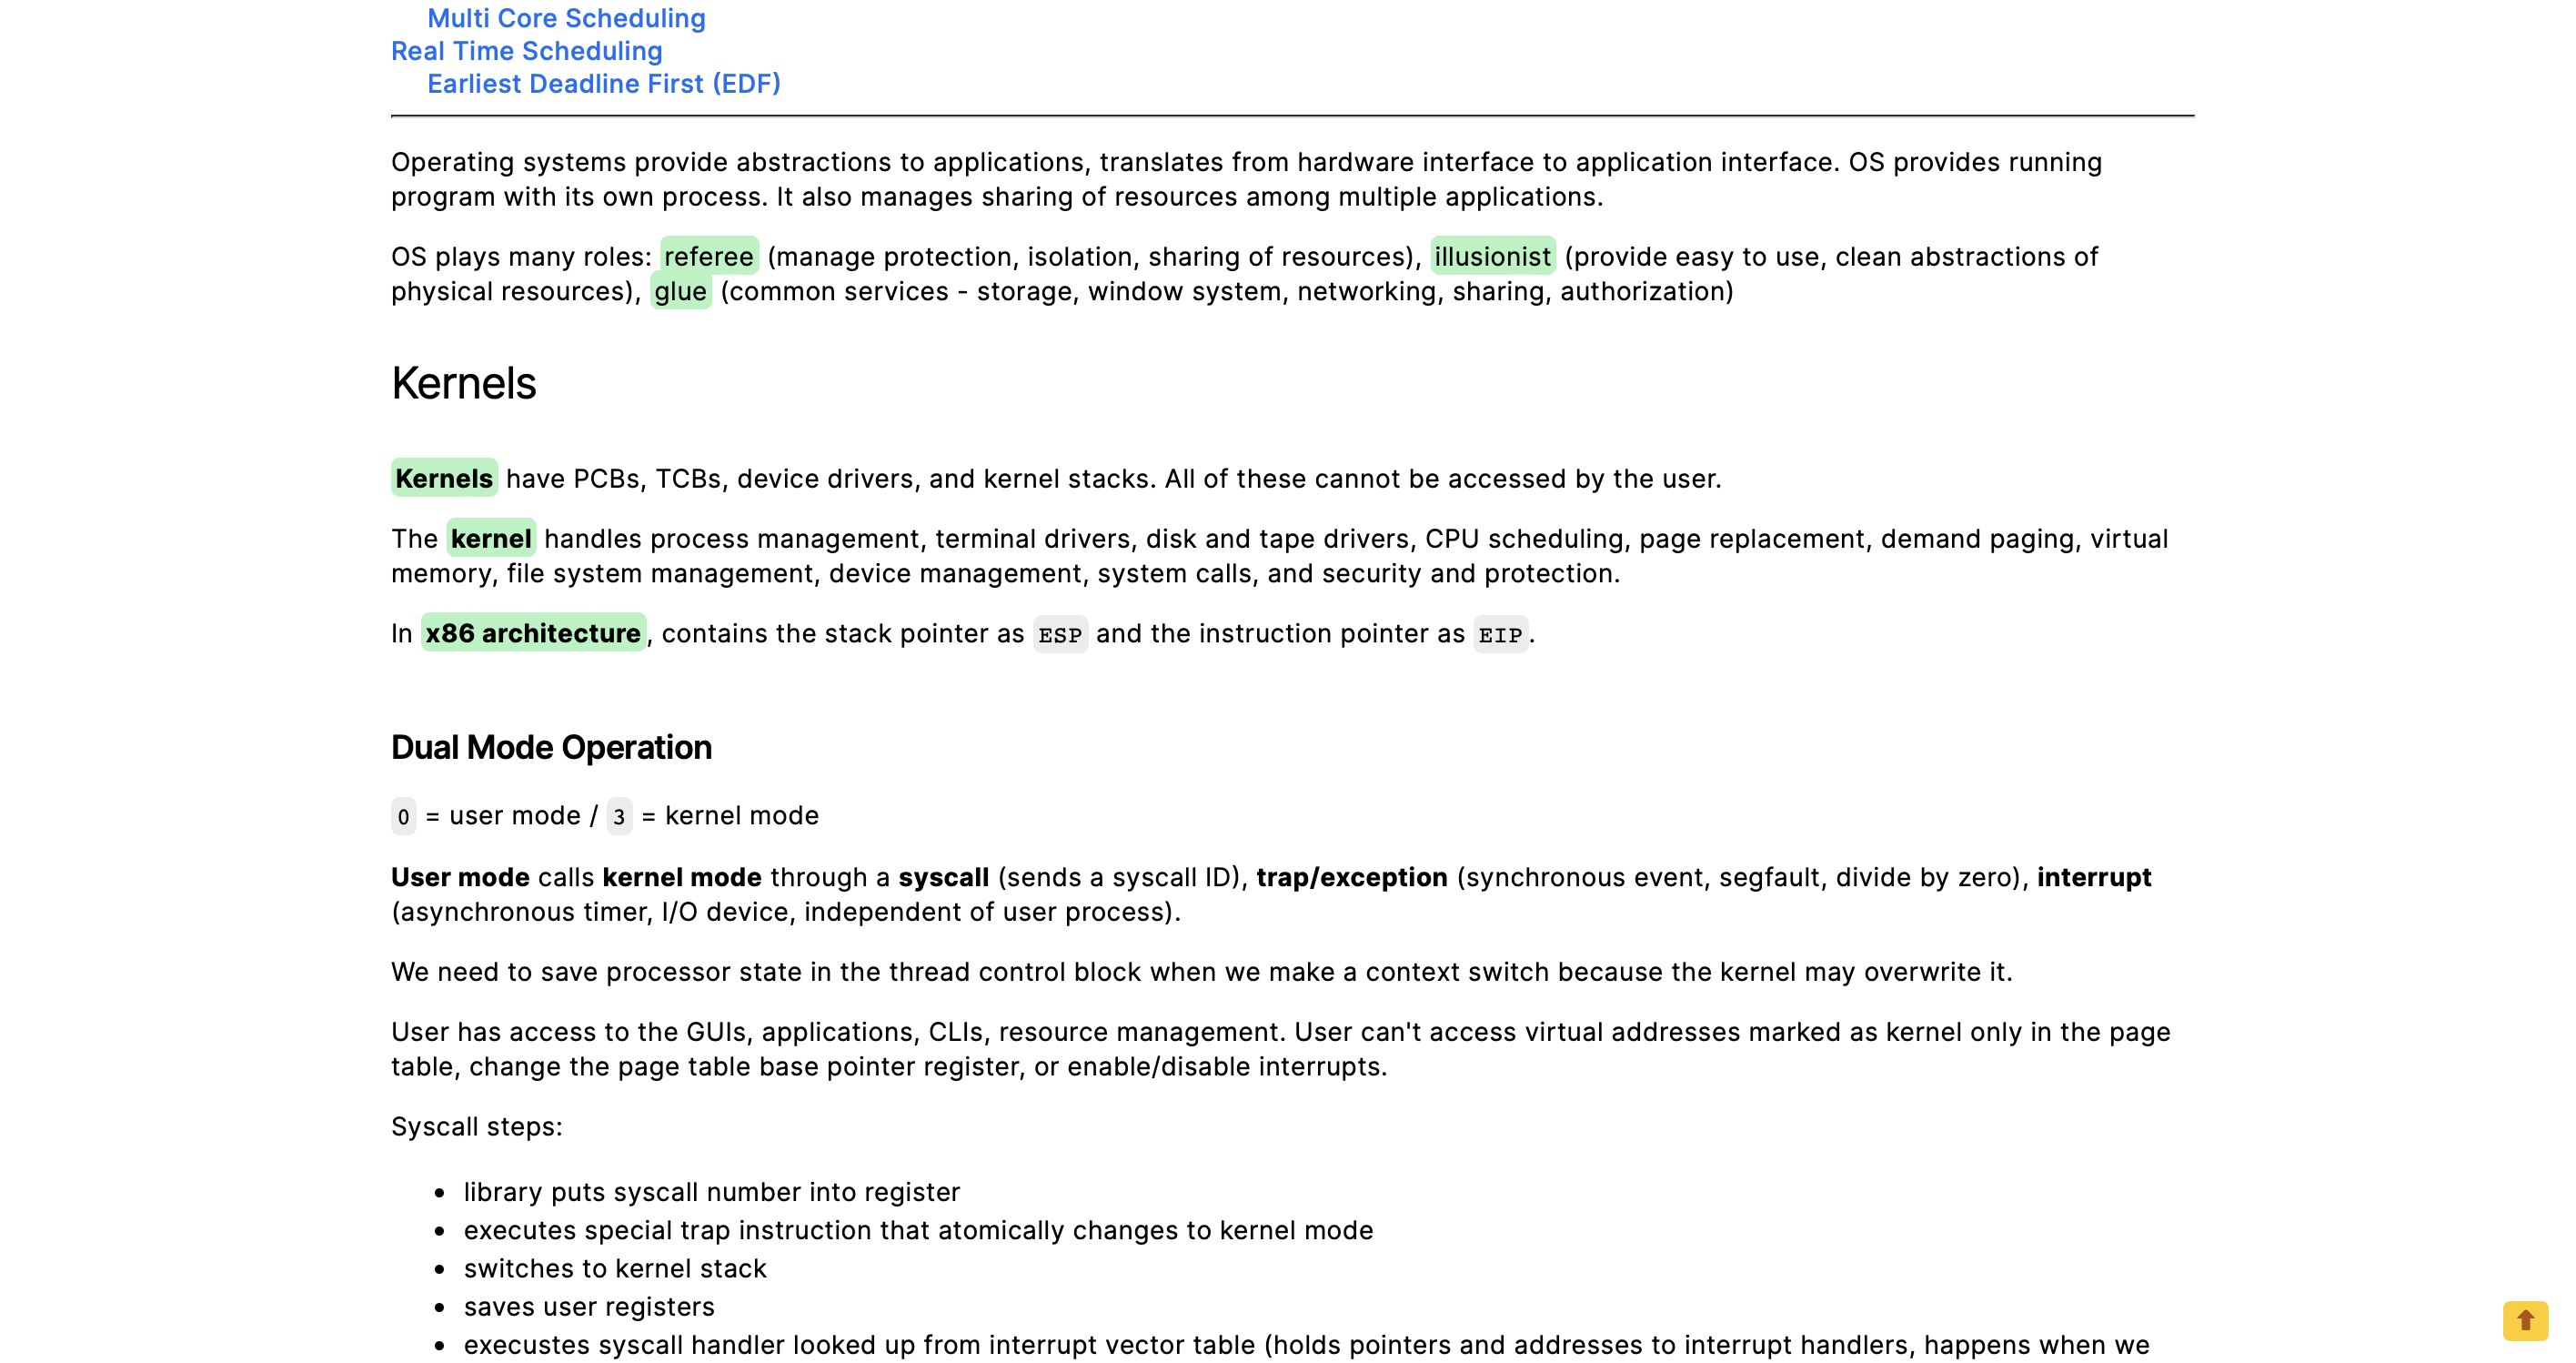 Multi Core Scheduling
Real Time Scheduling
Earliest Deadline First (EDF)
Operating systems provide abstractions to applications, translates from hardware interface to application interface. OS provides running
program with its own process. It also manages sharing of resources among multiple applications.
OS plays many roles: referee (manage protection, isolation, sharing of resources), illusionist (provide easy to use, clean abstractions of
physical resources), glue (common services - storage, window system, networking, sharing, authorization)
Kernels
Kernels have PCBs, TCBs, device drivers, and kernel stacks. All of these cannot be accessed by the user.
The kernel handles process management, terminal drivers, disk and tape drivers, CPU scheduling, page replacement, demand paging, virtual
memory, file system management, device management, system calls, and security and protection.
In x86 architecture, contains the stack pointer as ESP and the instruction pointer as EIP.
Dual Mode Operation
0 = user mode / 3 = kernel mode
User mode calls kernel mode through a syscall (sends a syscall ID), trap/exception (synchronous event, segfault, divide by zero), interrupt
(asynchronous timer, I/O device, independent of user process).
We need to save processor state in the thread control block when we make a context switch because the kernel may overwrite it.
User has access to the GUIs, applications, CLIs, resource management. User can't access virtual addresses marked as kernel only in the page
table, change the page table base pointer register, or enable/disable interrupts.
Syscall steps:
• library puts syscall number into register
• executes special trap instruction that atomically changes to kernel mode
• switches to kernel stack
• saves user registers
• execustes syscall handler looked up from interrupt vector table (holds pointers and addresses to interrupt handlers, happens when we